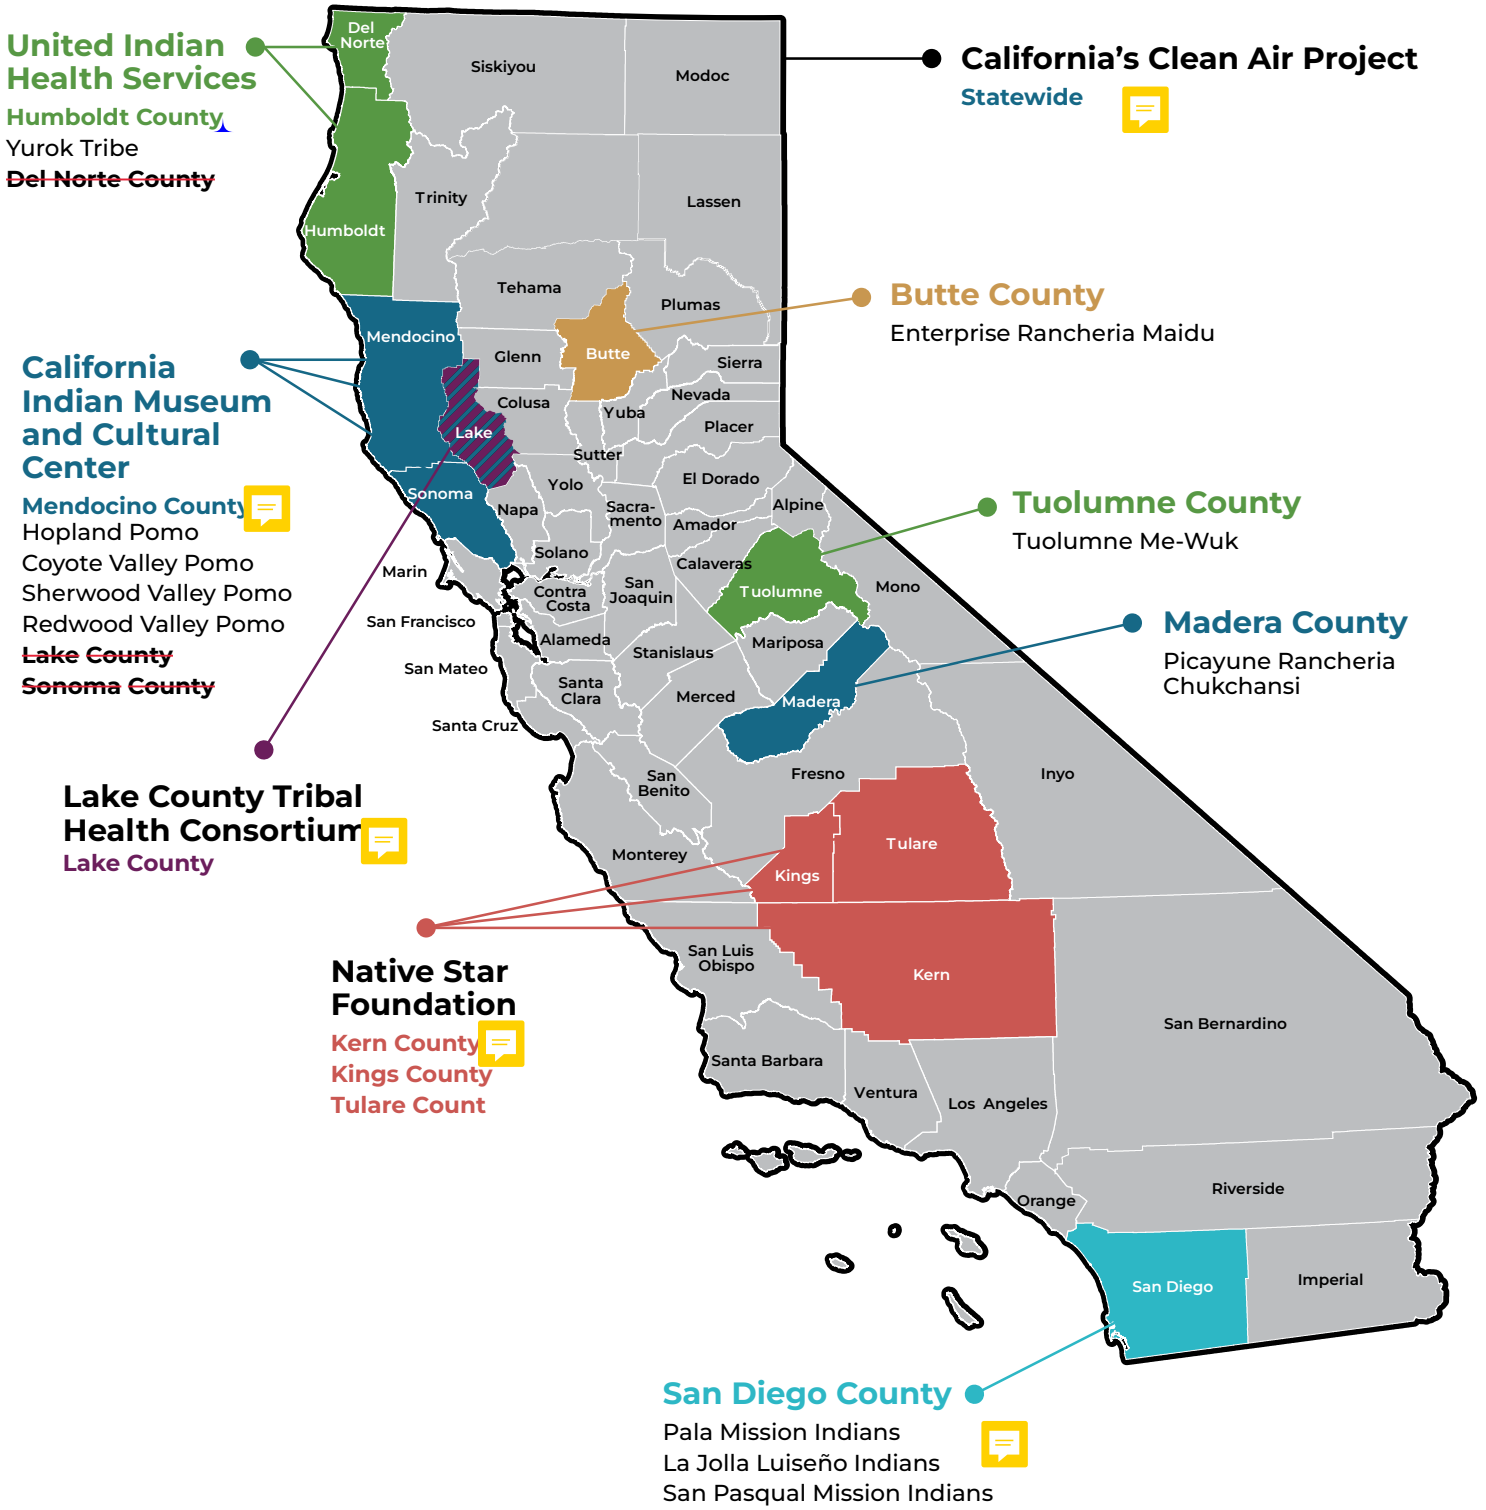 United Indian
Health Services
Humboldt County
Yurok Tribe
Del Norte County
California's Clean Air Project
Statewide
Butte County
Enterprise Rancheria Maidu
California
Indian Museum
and Cultural
Center
Mendocino County
Hopland Pomo
Coyote Valley Pomo
Sherwood Valley Pomo
Redwood Valley Pomo
Lake County
Sonoma County
Tuolumne County
Tuolumne Me-Wuk
Madera County
Picayune Rancheria
Chukchansi
Lake County Tribal
Health Consortium
Lake County
Native Star
Foundation
Kern County
Kings County
Tulare Count
San Diego County
Pala Mission Indians
La Jolla Luiseño Indians
San Pasqual Mission Indians
Del
Norte
Siskiyou
Modoc
Trinity
Lassen
Humboldt
Tehama
Plumas
Mendocino
Glenn
Butte
Sierra
Colusa
Yuba
Nevada
Lake
Placer
Sutter
Sonoma
Yolo
El Dorado
Napa
Sacra-
mento
Alpine
Amador
Solano
Calaveras
Marin
Contra
Costa
San
Joaquin
Tuolumne
Mono
San Francisco
Alameda
Mariposa
Stanislaus
San Mateo
Santa
Clara
Merced
Madera
Santa Cruz
San
Benito
Fresno
Inyo
Monterey
Kings
Tulare
San Luis
Obispo
Kern
San Bernardino
Santa Barbara
Ventura
Los Angeles
Orange
Riverside
San Diego
Imperial